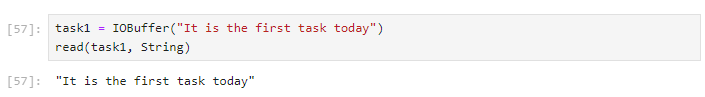 [57]: task1 = IOBuffer("It is the first task today")
read(task1, String)
[57]: "It is the first task today"